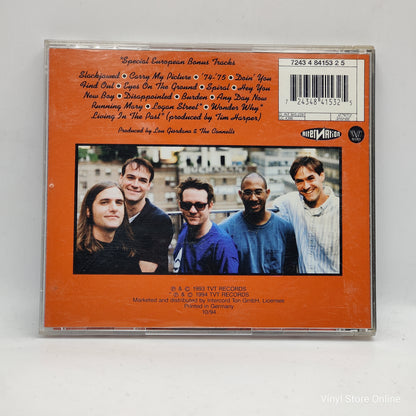 *Special European Bonus Tracks
7243 4 84153 2 5
Slackjawed • Carry My Picture • '74-'75 • Doin' You
Find Out • Eyes On The Ground • Spiral • Hey You
New Boy • Disappointed • Burden • Any Day Now
Running Mary • Logan Street* • Wonder Why*
Living In The Past* (produced by Tim Harper)
Produced by Lou Giordano & The Connells
7 24348 41532
alterNation
℗ & © 1993 TVT RECORDS
* ℗ & © 1994 TVT RECORDS
Marketed and distributed by Intercord Ton GmbH, Licensee
Printed in Germany
10/94
Vinyl Store Online